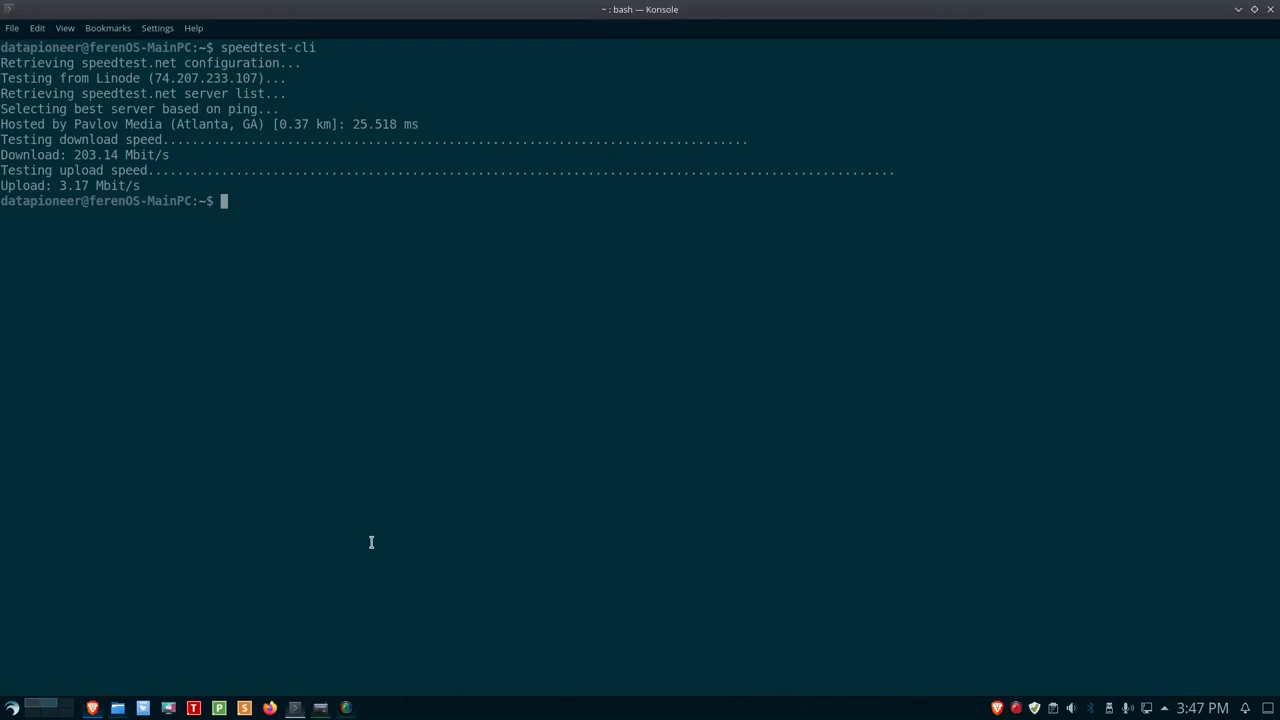 ~ : bash — Konsole
File Edit View Bookmarks Settings Help
datapioneer@ferenOS-MainPC:~$ speedtest-cli
Retrieving speedtest.net configuration...
Testing from Linode (74.207.233.107)...
Retrieving speedtest.net server list...
Selecting best server based on ping...
Hosted by Pavlov Media (Atlanta, GA) [0.37 km]: 25.518 ms
Testing download speed................................................................................
Download: 203.14 Mbit/s
Testing upload speed......................................................................................................
Upload: 3.17 Mbit/s
datapioneer@ferenOS-MainPC:~$
T P S 3:47 PM